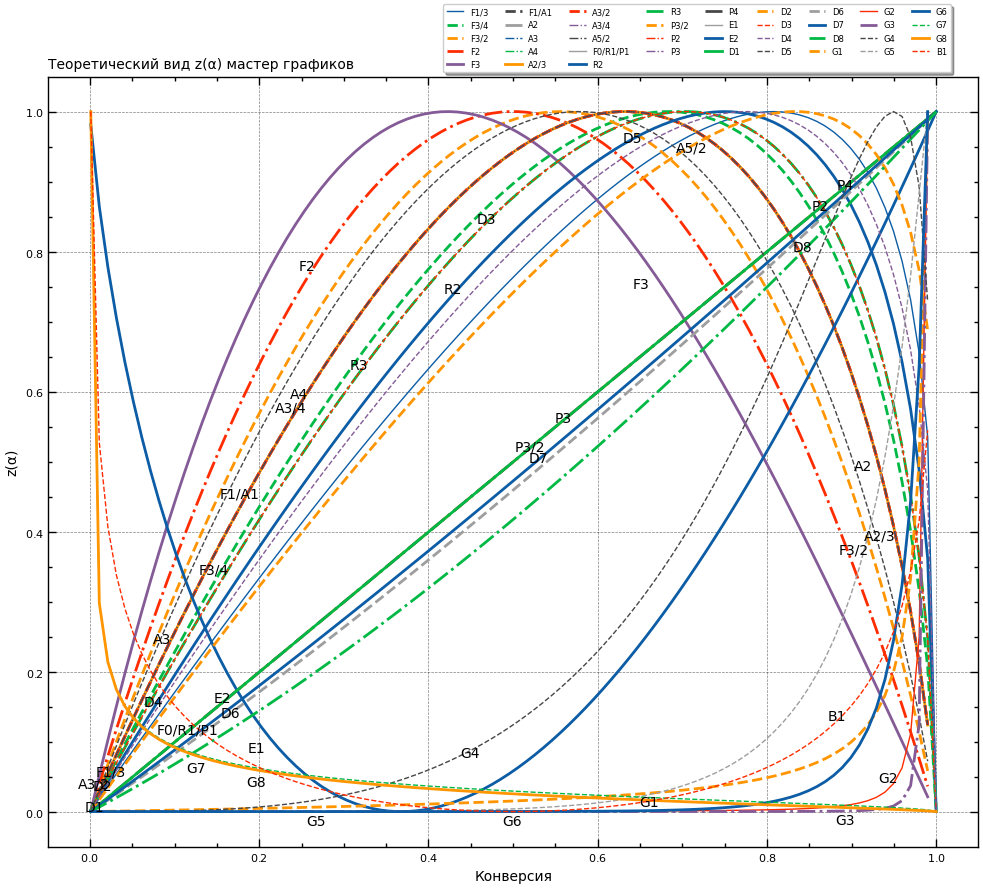 F1/3 F1/A1 A3/2 R3 P4 D2 D6 G2 G6
F3/4 A2 A3/4 P3/2 E1 D3 D7 G3 G7
F3/2 A3 A5/2 P2 E2 D4 D8 G4 G8
F2 A4 F0/R1/P1 P3 D1 D5 G1 G5 B1
F3 A2/3 R2
Теоретический вид z(α) мастер графиков
1.0
D5
A5/2
P4
P2
D3
D8
0.8
F2
F3
R2
R3
0.6
A4
A3/4
P3
P3/2
D7
A2
F1/A1
0.4
A2/3
F3/2
F3/4
A3
0.2
E2
D4
D6
B1
F0/R1/P1
E1
G4
F1/3
G7
A3/2
D2
G8
G4
G1
D1
0.0
G5
G6
G3
0.0 0.2 0.4 0.6 0.8 1.0
z(α)
Конверсия